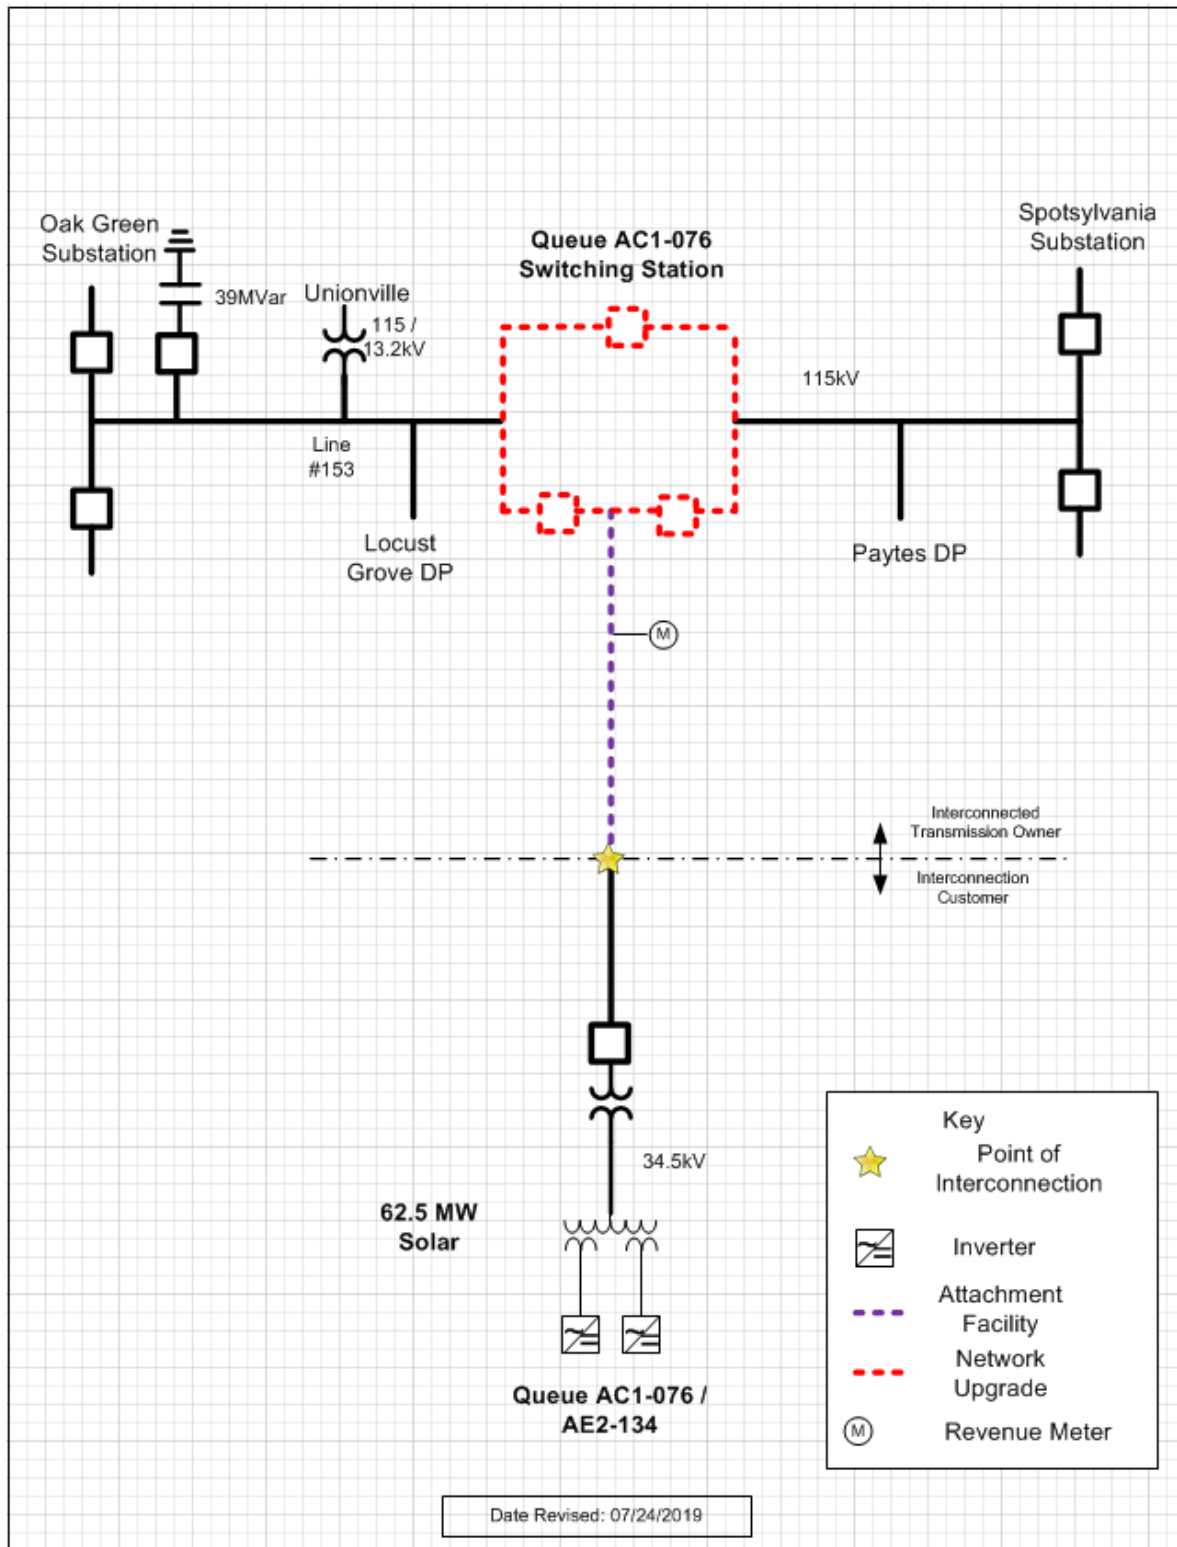 Oak Green
Substation
39MVar
Unionville
115 /
13.2kV
Queue AC1-076
Switching Station
Spotsylvania
Substation
115kV
Line
#153
Locust
Grove DP
Paytes DP
M
Interconnected
Transmission Owner
Interconnection
Customer
34.5kV
62.5 MW
Solar
Queue AC1-076 /
AE2-134
Key
Point of
Interconnection
Inverter
Attachment
Facility
Network
Upgrade
M
Revenue Meter
Date Revised: 07/24/2019